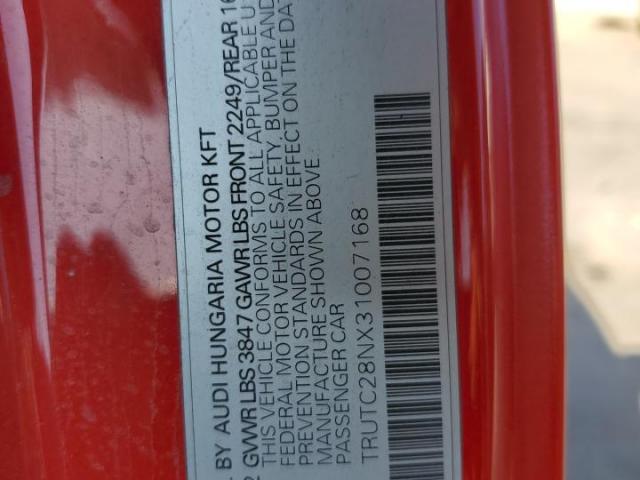 BY AUDI HUNGARIA MOTOR KFT
GVWR LBS 3847 GAWR LBS FRONT 2249/REAR 16
THIS VEHICLE CONFORMS TO ALL APPLICABLE U
FEDERAL MOTOR VEHICLE SAFETY, BUMPER AND
PREVENTION STANDARDS IN EFFECT ON THE DA
MANUFACTURE SHOWN ABOVE
PASSENGER CAR
TRUTC28NX31007168